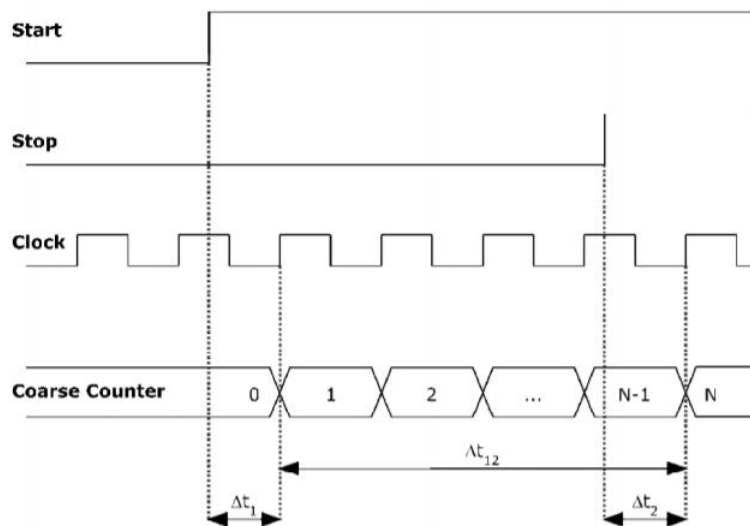 Start
Stop
Clock
Coarse Counter 0 1 2 ... N-1 N
Δt12
Δt1 Δt2